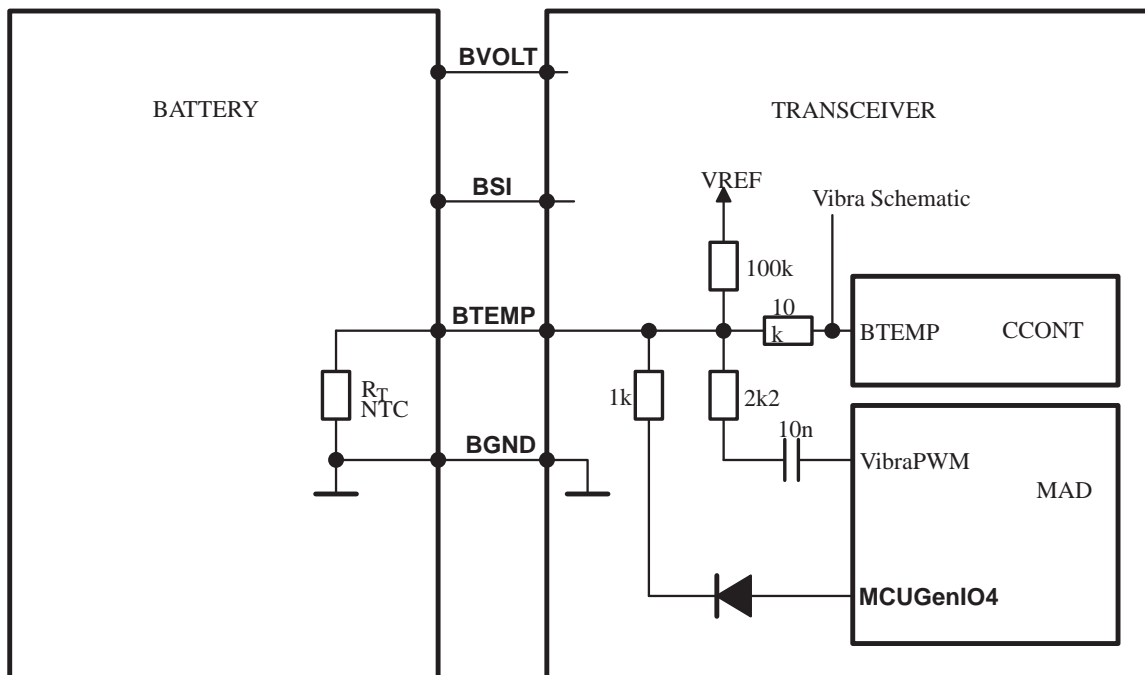 BVOLT
BATTERY
TRANSCEIVER
BSI
VREF
Vibra Schematic
100k
10
k
BTEMP
BTEMP
CCONT
RT
NTC
1k
2k2
10n
BGND
VibraPWM
MAD
MCUGenIO4